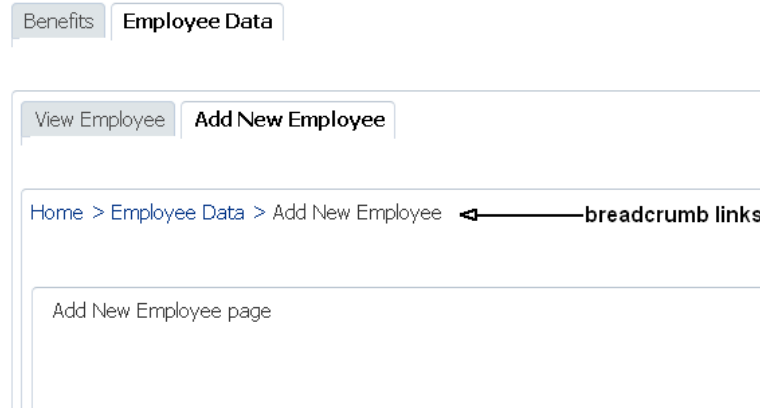 Benefits Employee Data
View Employee Add New Employee
Home > Employee Data > Add New Employee breadcrumb links
Add New Employee page